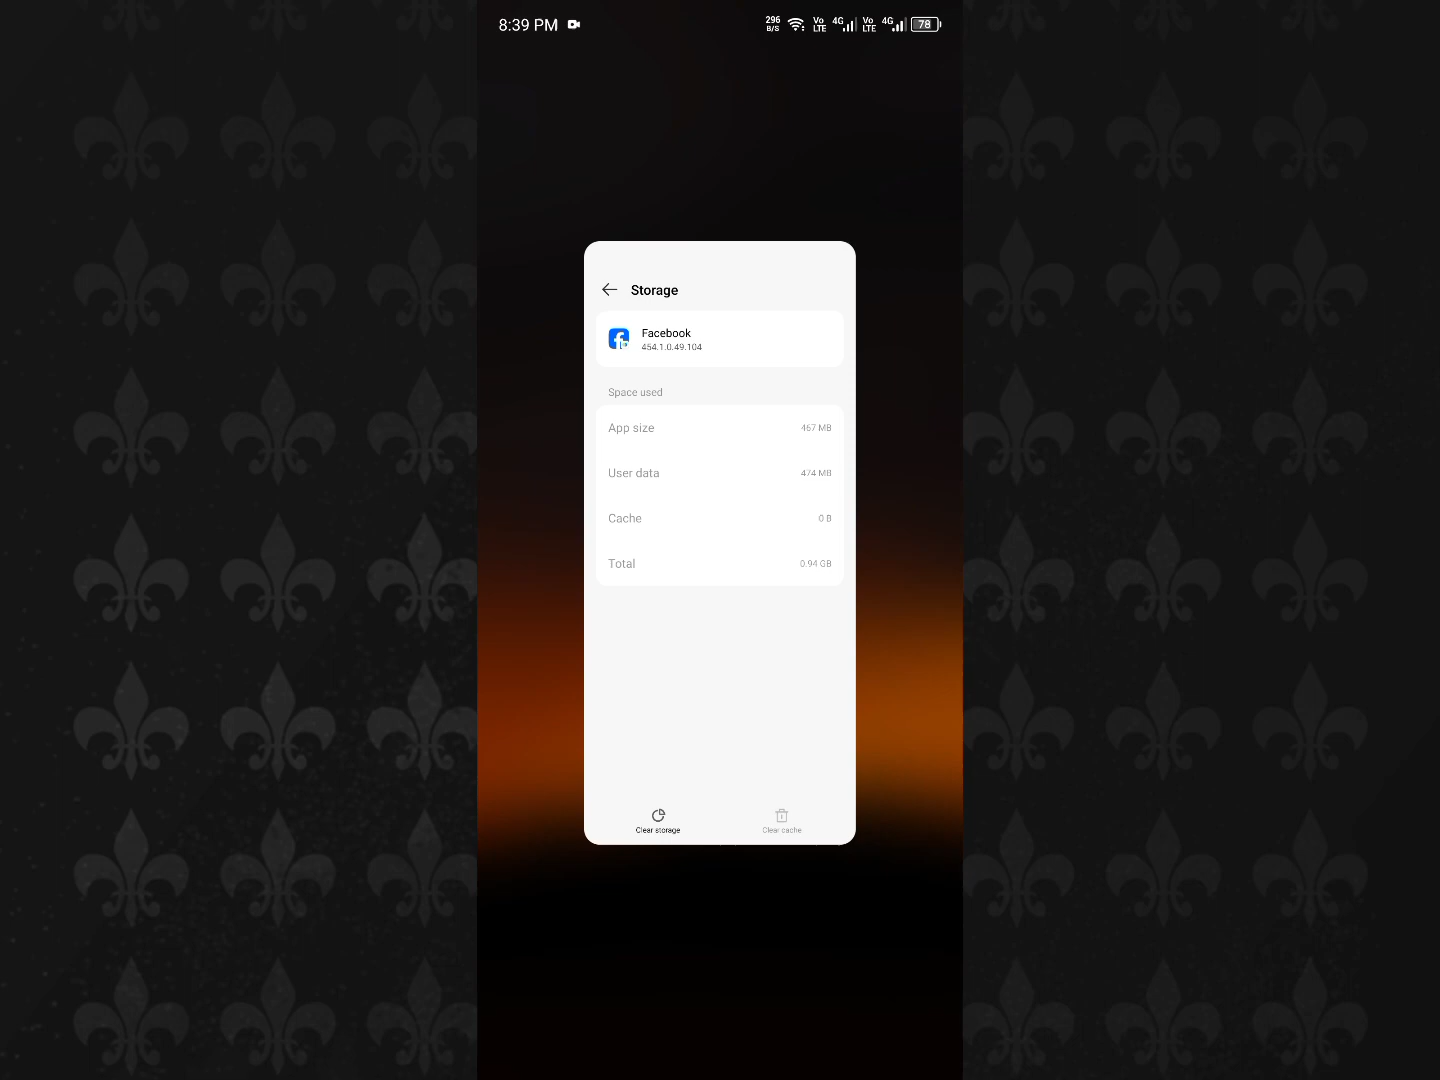 8:39 PM 296 B/S Vo LTE 4G Vo LTE 4G 78
Storage
Facebook
454.1.0.49.104
Space used
App size 467 MB
User data 474 MB
Cache 0 B
Total 0.94 GB
Clear storage Clear cache